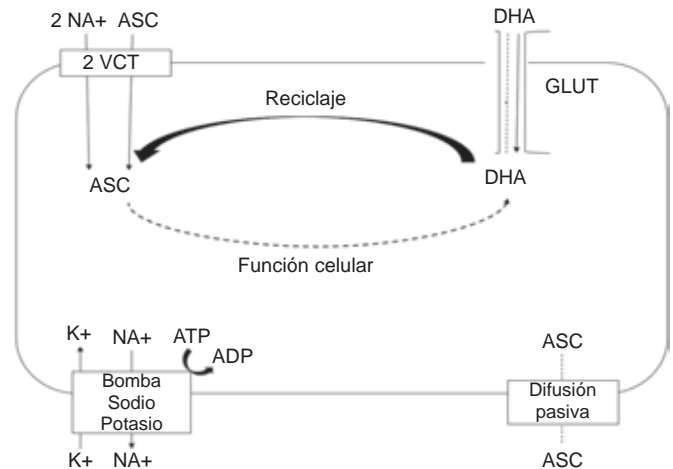 2 NA+ ASC
2 VCT
DHA
GLUT
Reciclaje
ASC
DHA
Función celular
K+ NA+ ATP
ADP
Bomba
Sodio
Potasio
K+ NA+
ASC
Difusión
pasiva
ASC